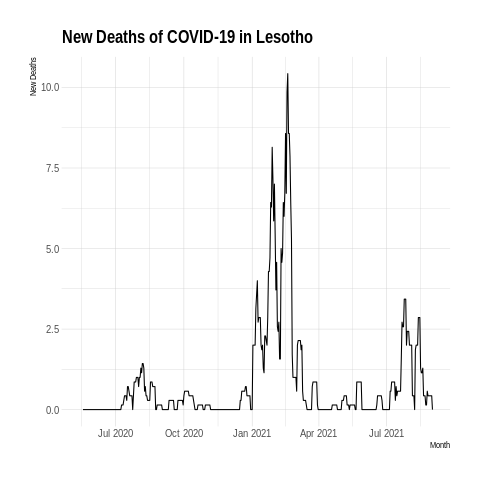 New Deaths of COVID-19 in Lesotho
New Deaths
10.0
7.5
5.0
2.5
0.0
Jul 2020 Oct 2020 Jan 2021 Apr 2021 Jul 2021
Month